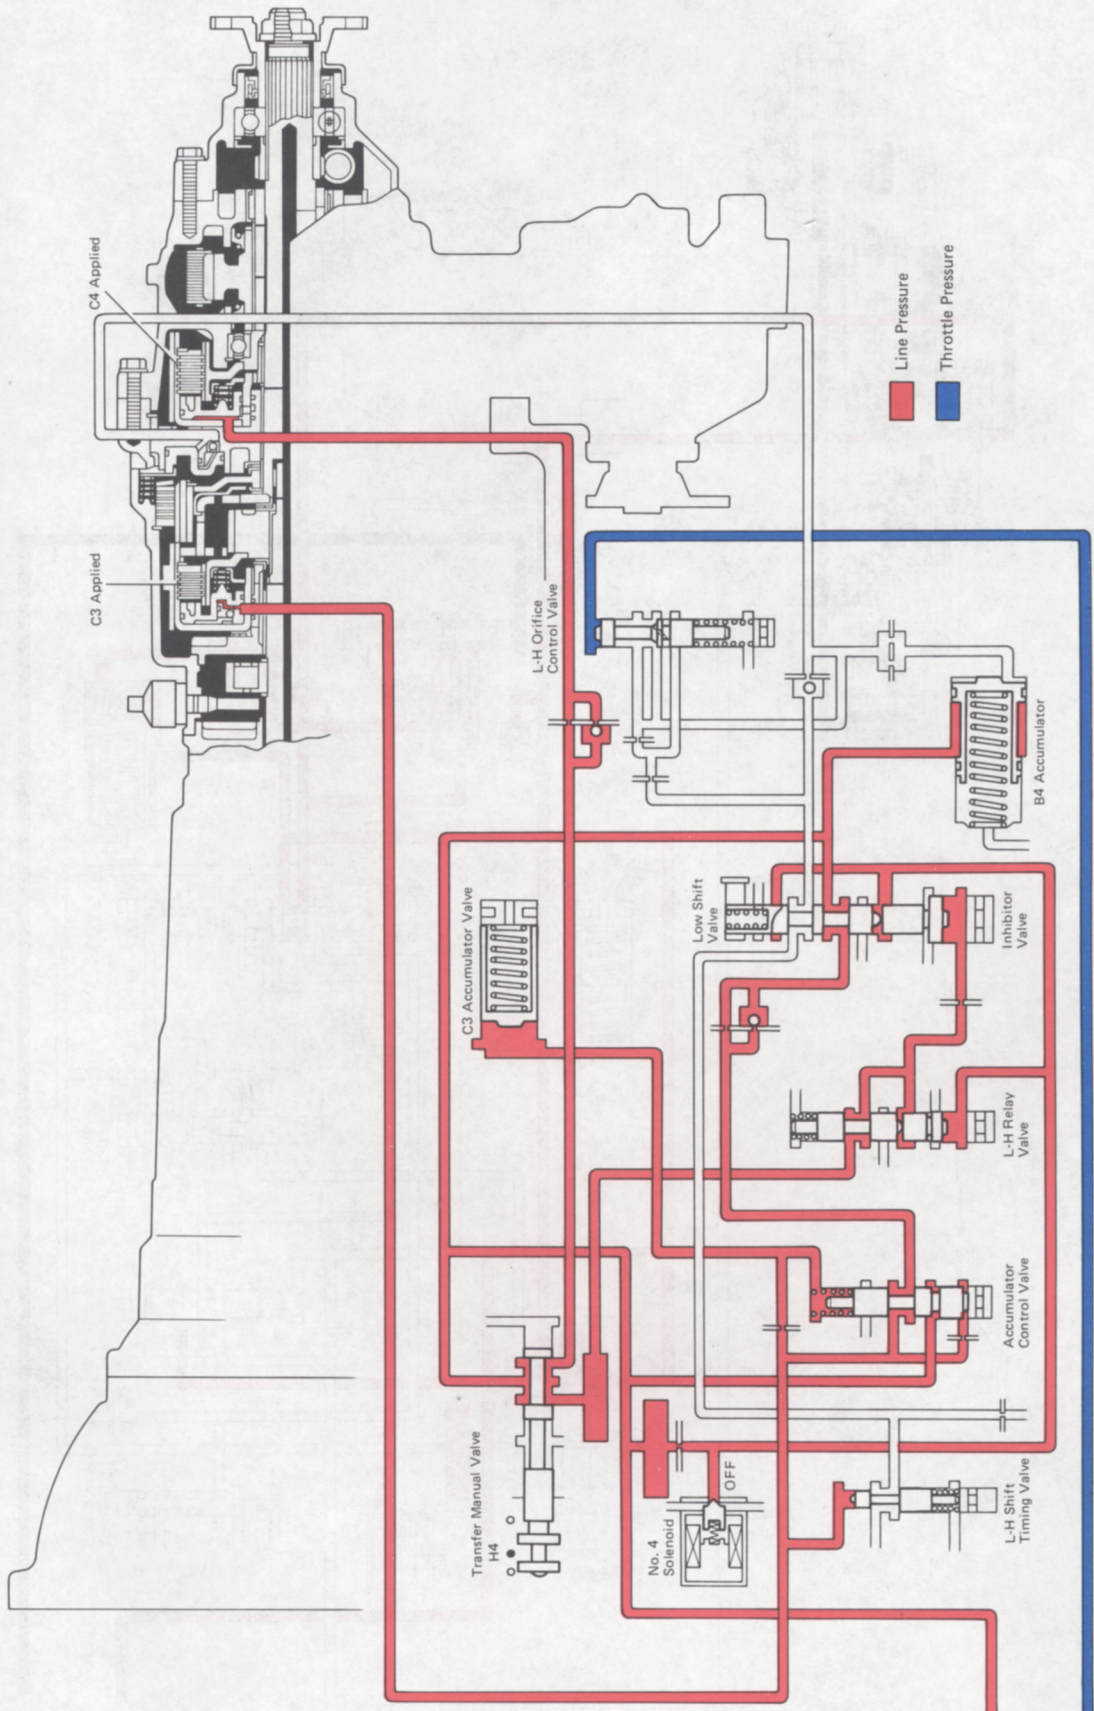 C4 Applied
C3 Applied
Line Pressure
Throttle Pressure
L-H Orifice
Control Valve
B4 Accumulator
Low Shift
Valve
Inhibitor
Valve
C3 Accumulator Valve
L-H Relay
Valve
Accumulator
Control Valve
Transfer Manual Valve
H4
No. 4
Solenoid
OFF
L-H Shift
Timing Valve